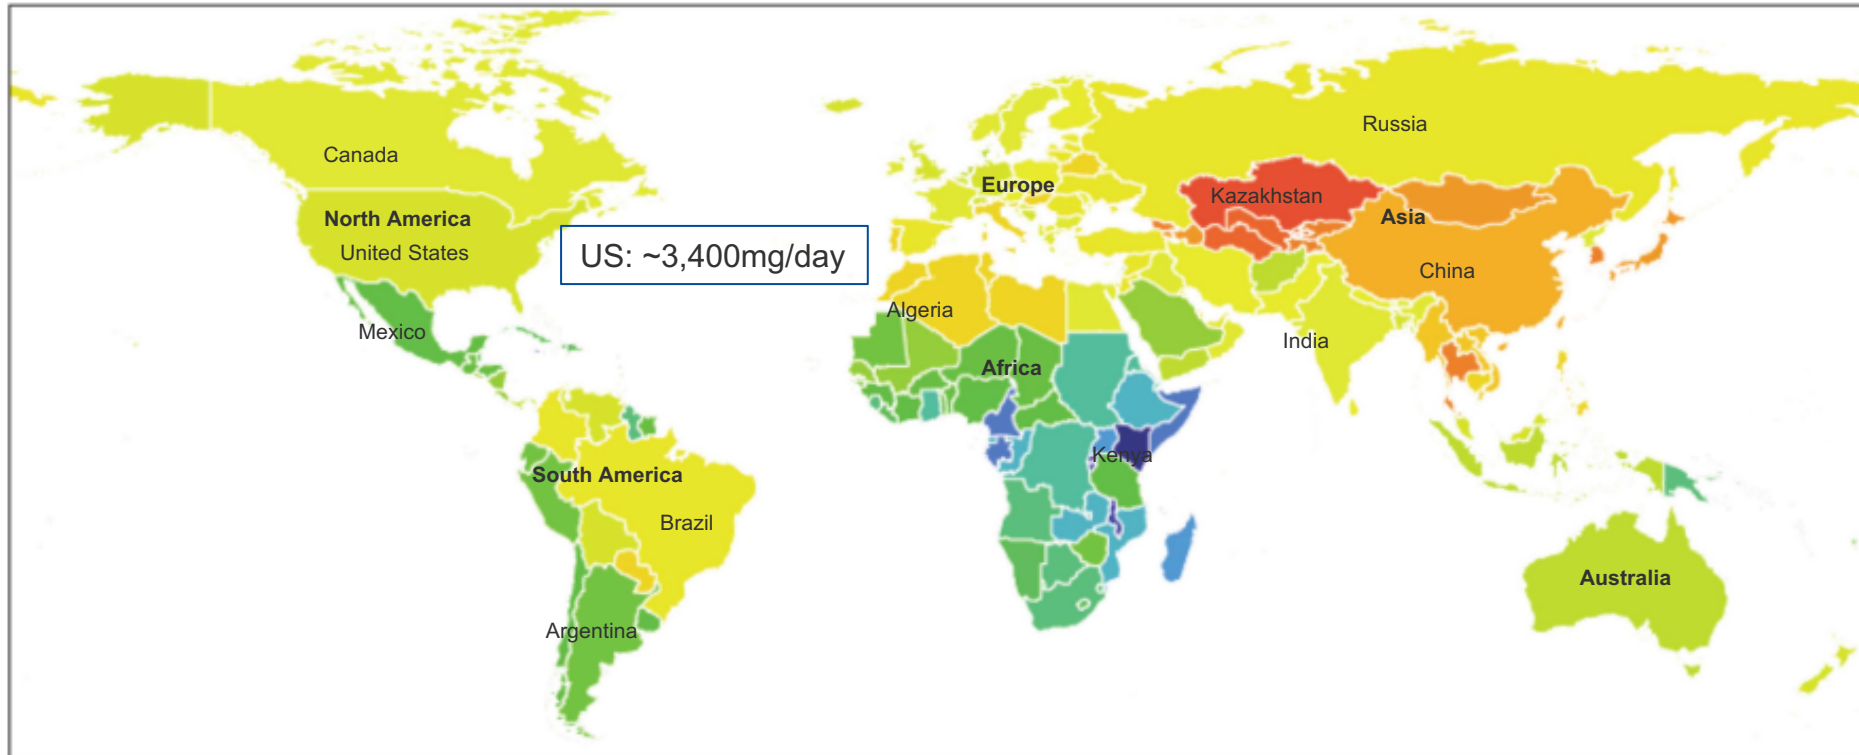 Canada
North America
United States
US: ~3,400mg/day
Mexico
South America
Brazil
Argentina
Europe
Russia
Kazakhstan
Asia
China
Algeria
India
Africa
Kenya
Australia